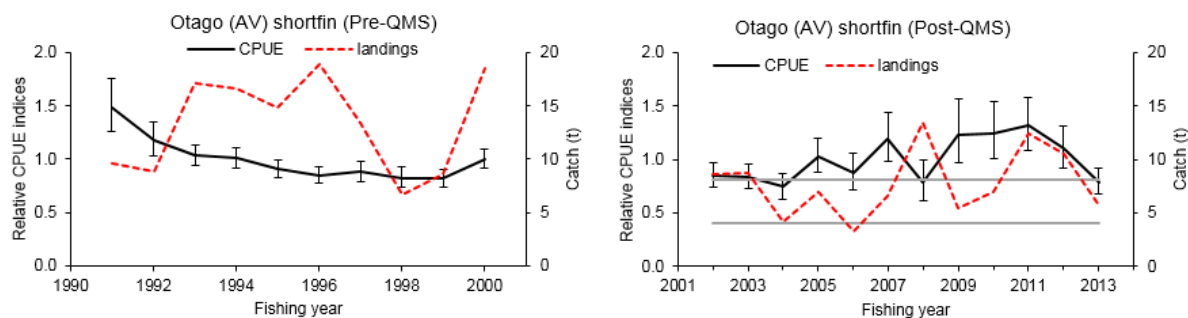 Otago (AV) shortfin (Pre-QMS)
CPUE landings
2.0
1.5
1.0
0.5
0.0
Relative CPUE indices
20
15
10
5
0
Catch (t)
1990 1992 1994 1996 1998 2000
Fishing year
Otago (AV) shortfin (Post-QMS)
CPUE landings
2.0
1.5
1.0
0.5
0.0
Relative CPUE indices
20
15
10
5
0
Catch (t)
2001 2003 2005 2007 2009 2011 2013
Fishing year